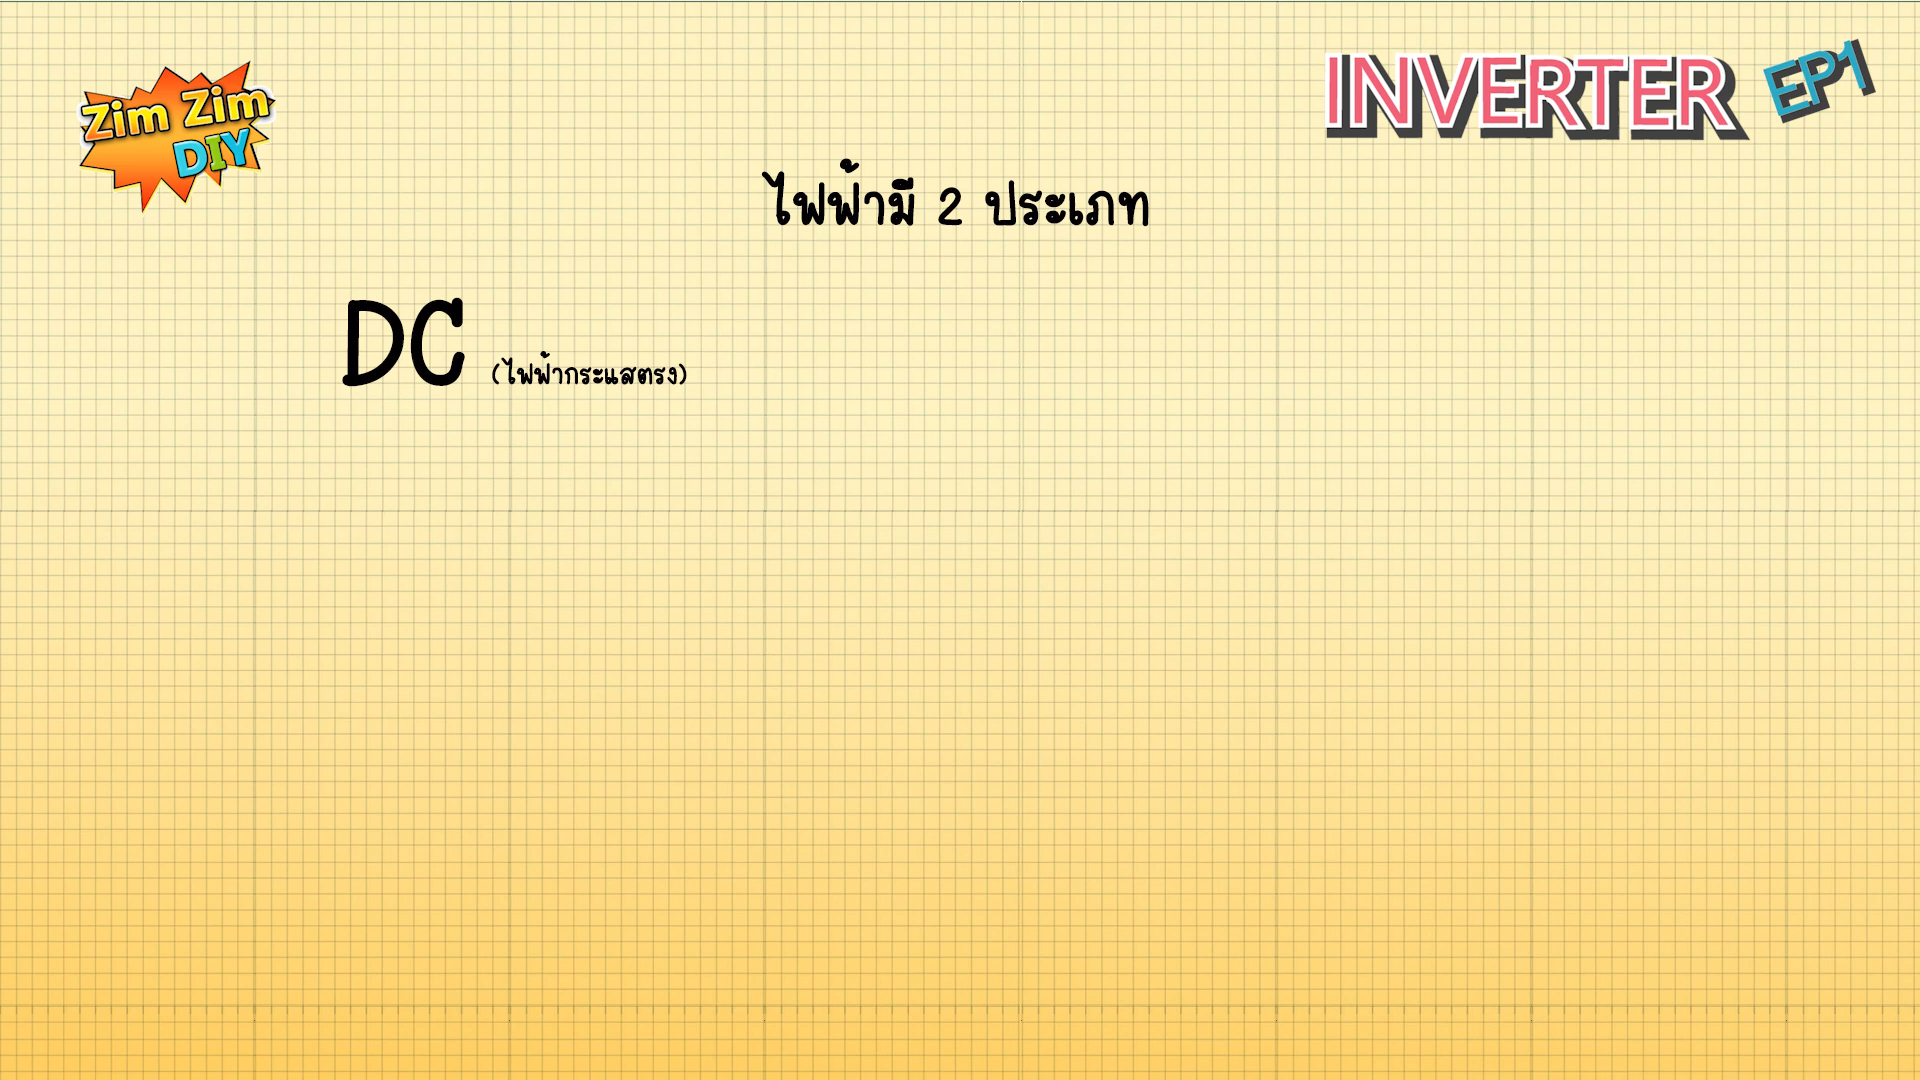 Zim Zim
DIY
INVERTER EP1
ไฟฟ้ามี 2 ประเภท
DC (ไฟฟ้ากระแสตรง)